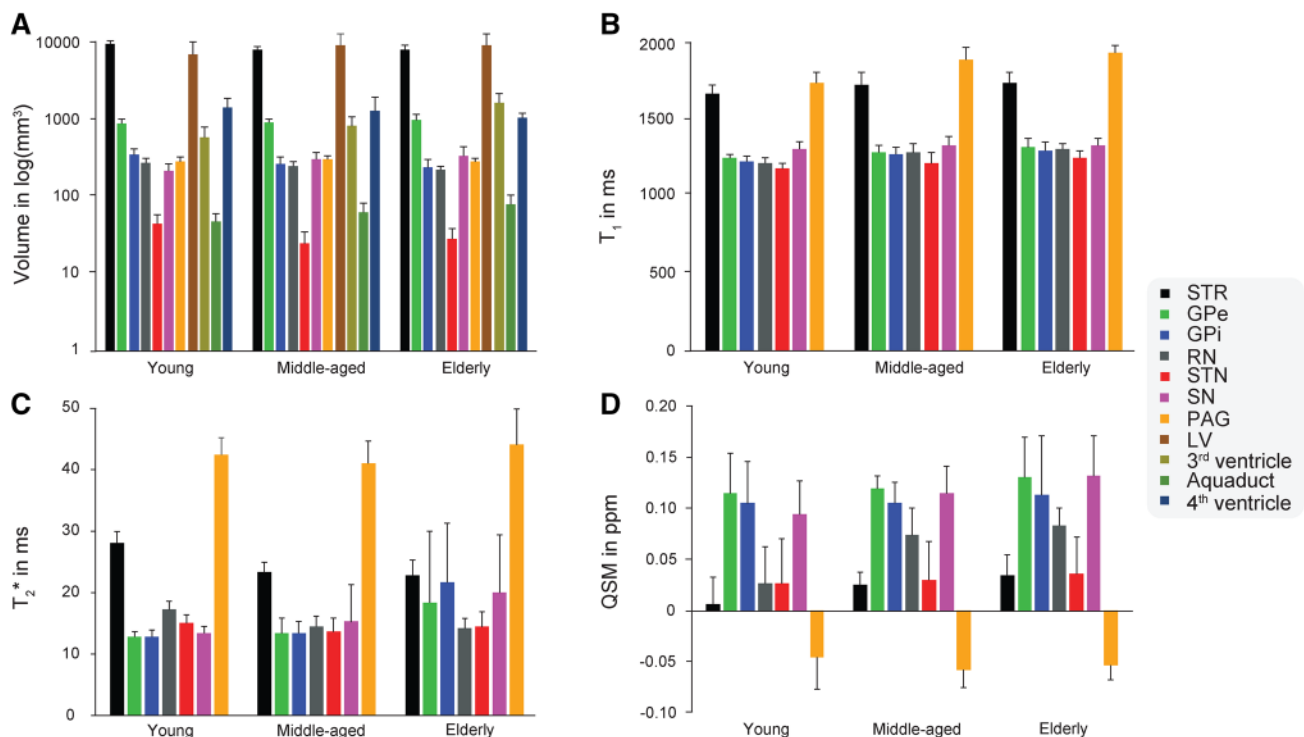 A
Volume in log(mm³)
10000
1000
100
10
1
Young
Middle-aged
Elderly
B
T₁ in ms
2000
1500
1000
500
0
Young
Middle-aged
Elderly
C
T₂* in ms
50
40
30
20
10
0
Young
Middle-aged
Elderly
D
QSM in ppm
0.20
0.15
0.10
0.05
0
-0.05
-0.10
Young
Middle-aged
Elderly
STR
GPe
GPi
RN
STN
SN
PAG
LV
3rd ventricle
Aquaduct
4th ventricle